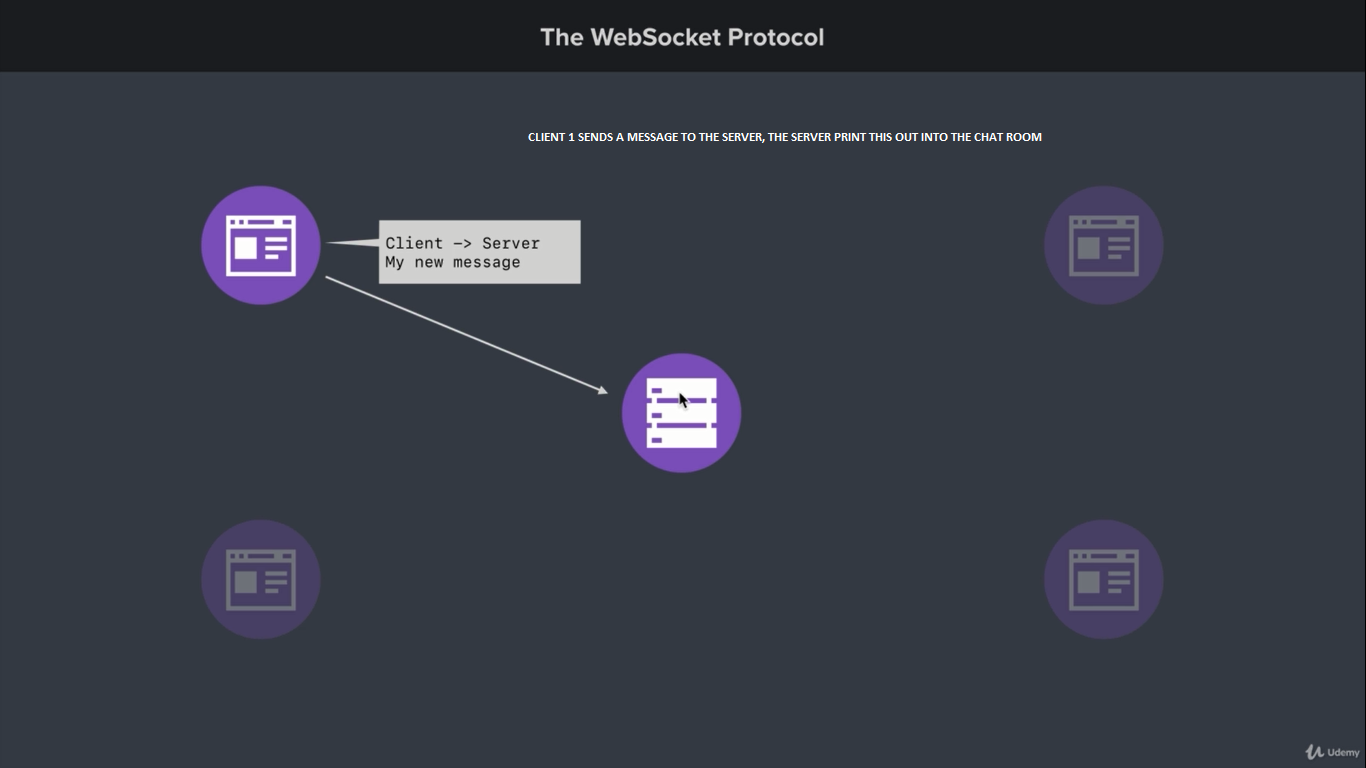 The WebSocket Protocol
CLIENT 1 SENDS A MESSAGE TO THE SERVER, THE SERVER PRINT THIS OUT INTO THE CHAT ROOM
Client –> Server
My new message
Udemy